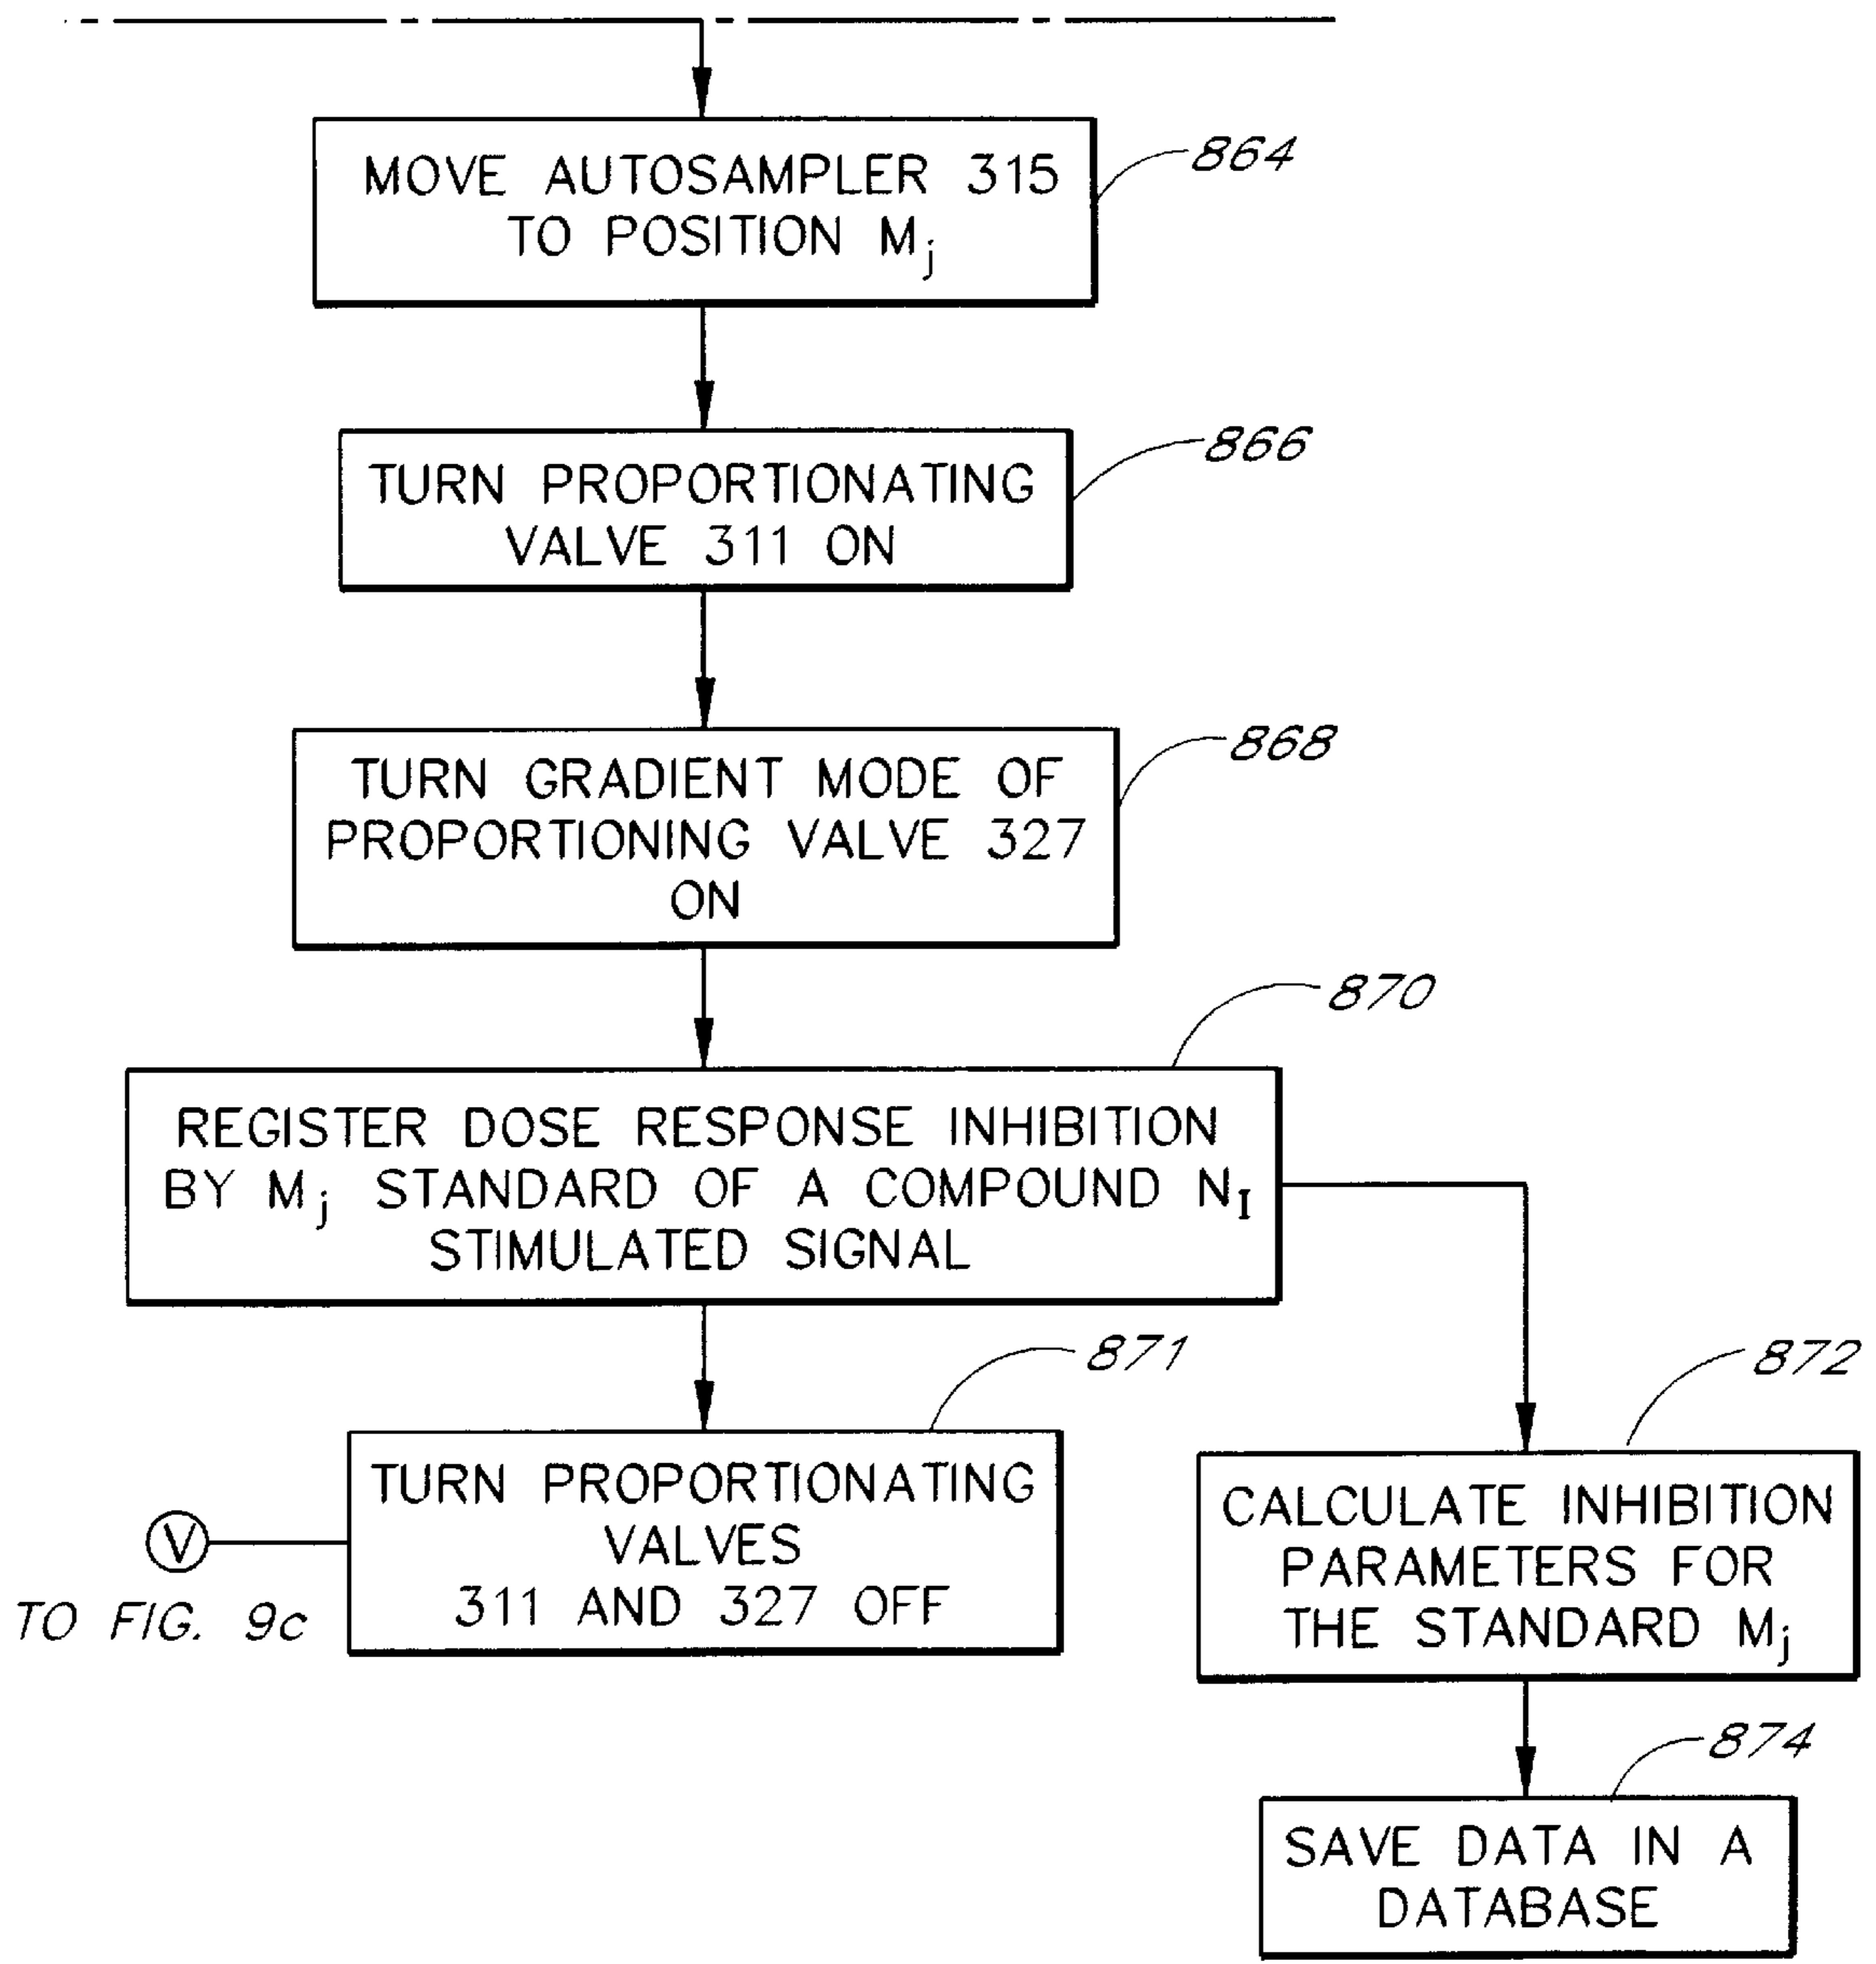 MOVE AUTOSAMPLER 315
TO POSITION Mj
864
TURN PROPORTIONATING
VALVE 311 ON
866
TURN GRADIENT MODE OF
PROPORTIONING VALVE 327
ON
868
REGISTER DOSE RESPONSE INHIBITION
BY Mj STANDARD OF A COMPOUND NI
STIMULATED SIGNAL
870
TURN PROPORTIONATING
VALVES
311 AND 327 OFF
871
V
TO FIG. 9c
CALCULATE INHIBITION
PARAMETERS FOR
THE STANDARD Mj
872
SAVE DATA IN A
DATABASE
874